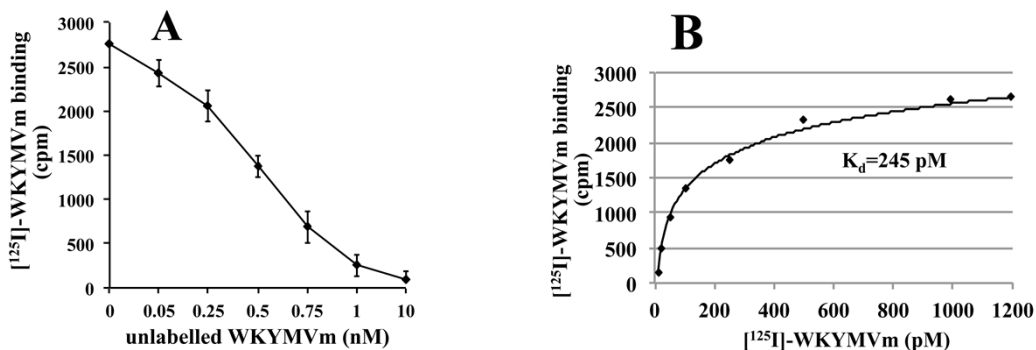 A
[¹²⁵I]-WKYMVm binding
(cpm)
3000
2500
2000
1500
1000
500
0
0 0.05 0.25 0.5 0.75 1 10
unlabelled WKYMVm (nM)
B
[¹²⁵I]-WKYMVm binding
(cpm)
3000
2500
2000
1500
1000
500
0
K_d=245 pM
0 200 400 600 800 1000 1200
[¹²⁵I]-WKYMVm (pM)